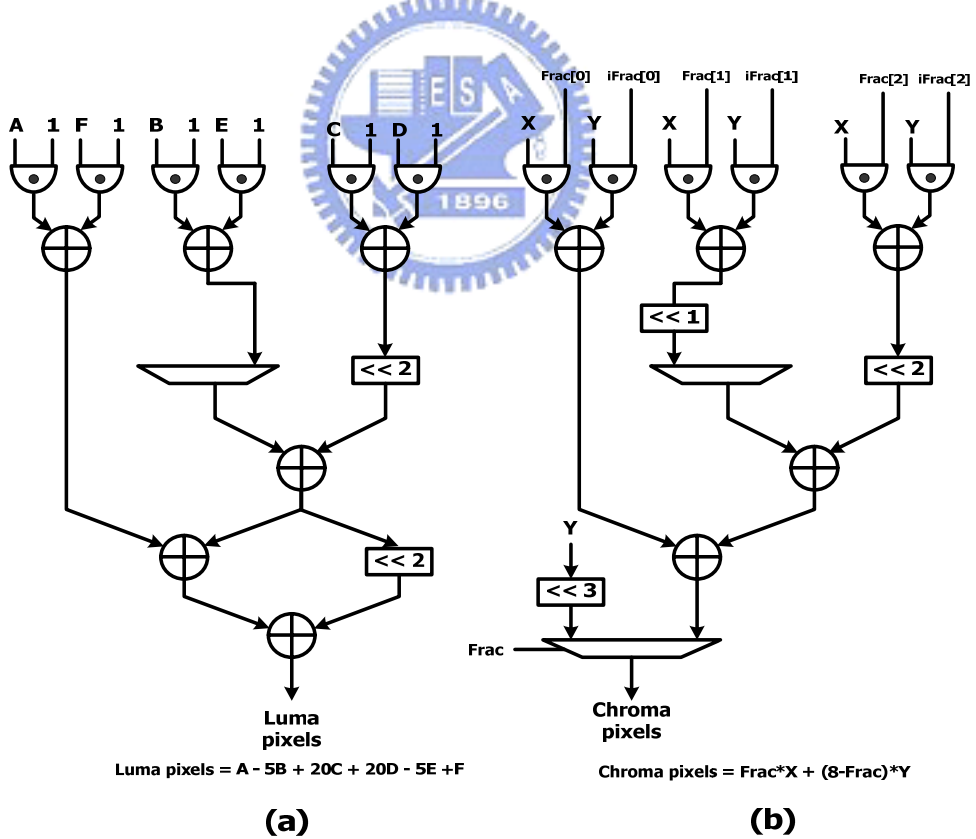 Frac[0] iFrac[0] Frac[1] iFrac[1] Frac[2] iFrac[2]
A 1 F 1 B 1 E 1 C 1 D 1 X Y X Y X Y
E S A
1896
<< 1
<< 2
<< 2
Y
<< 2
<< 3
Frac
Luma
pixels
Chroma
pixels
Luma pixels = A - 5B + 20C + 20D - 5E +F
Chroma pixels = Frac*X + (8-Frac)*Y
(a)
(b)